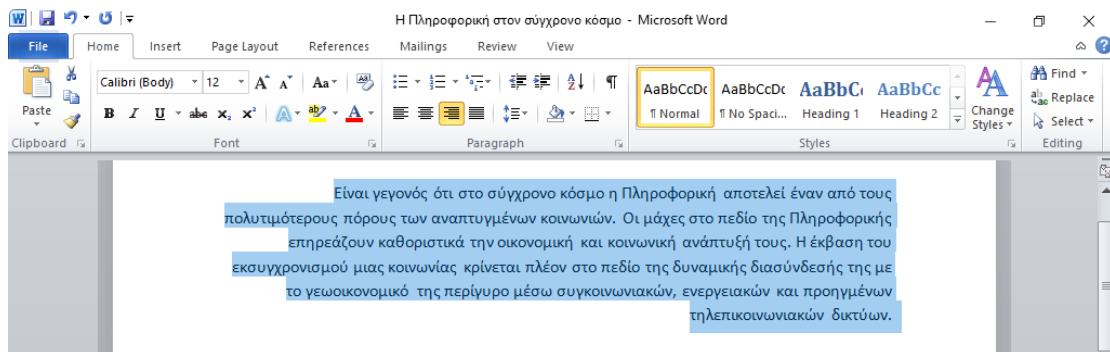 Η Πληροφορική στον σύγχρονο κόσμο - Microsoft Word
File Home Insert Page Layout References Mailings Review View
Calibri (Body) 12 Aa
AaBbCcDc AaBbCcDc AaBbC AaBbCc
Find
Replace
Select
Paste
B I U abc x₂ x² A ab A
¶ Normal ¶ No Spaci... Heading 1 Heading 2
Change Styles
Clipboard Font Paragraph Styles Editing
Είναι γεγονός ότι στο σύγχρονο κόσμο η Πληροφορική αποτελεί έναν από τους
πολυτιμότερους πόρους των αναπτυγμένων κοινωνιών. Οι μάχες στο πεδίο της Πληροφορικής
επηρεάζουν καθοριστικά την οικονομική και κοινωνική ανάπτυξή τους. Η έκβαση του
εκσυγχρονισμού μιας κοινωνίας κρίνεται πλέον στο πεδίο της δυναμικής διασύνδεσής της με
το γεωοικονομικό της περίγυρο μέσω συγκοινωνιακών, ενεργειακών και προηγμένων
τηλεπικοινωνιακών δικτύων.